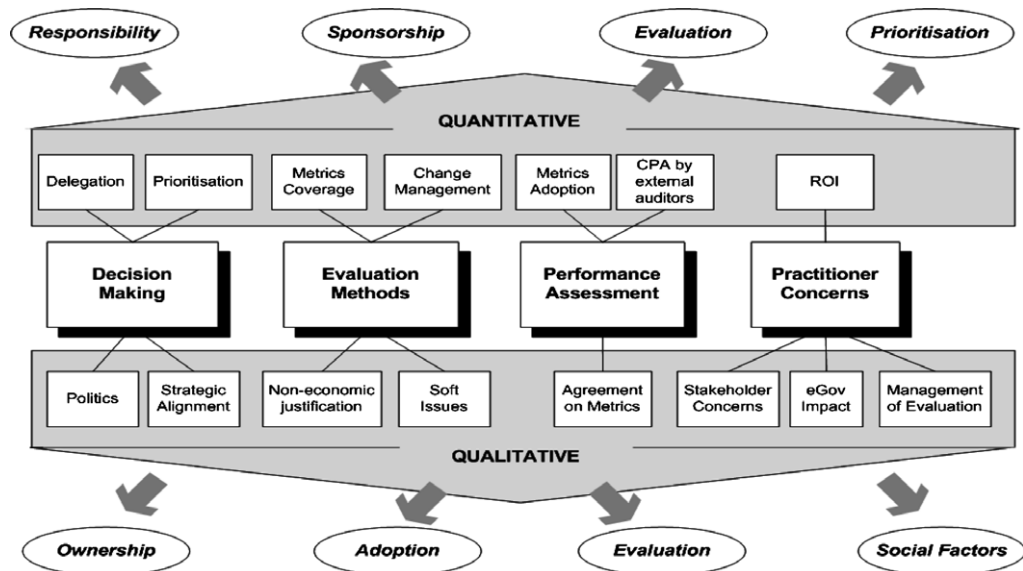 Responsibility
Sponsorship
Evaluation
Prioritisation
QUANTITATIVE
Delegation
Prioritisation
Metrics
Coverage
Change
Management
Metrics
Adoption
CPA by
external
auditors
ROI
Decision
Making
Evaluation
Methods
Performance
Assessment
Practitioner
Concerns
Politics
Strategic
Alignment
Non-economic
justification
Soft
Issues
Agreement
on Metrics
Stakeholder
Concerns
eGov
Impact
Management
of Evaluation
QUALITATIVE
Ownership
Adoption
Evaluation
Social Factors